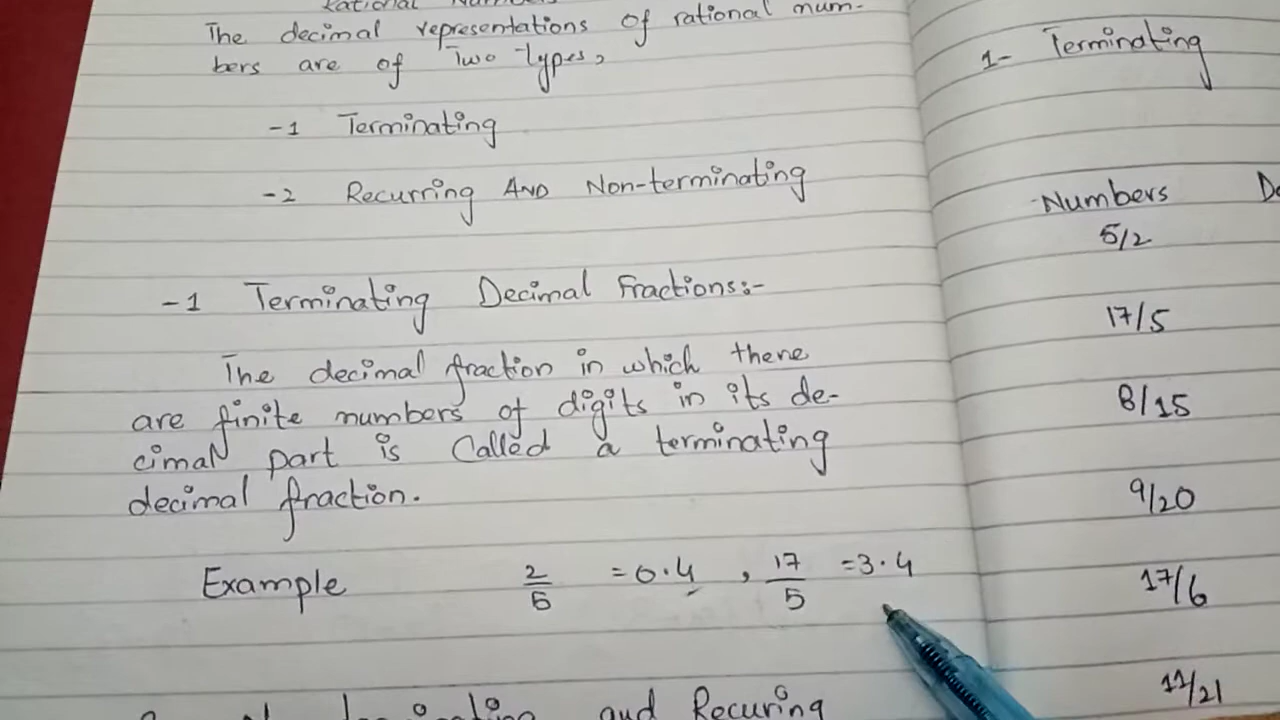 Rational Numbers
The decimal representations of rational num-
bers are of Two Types,
-1 Terminating
-2 Recurring AND Non-terminating
-1 Terminating Decimal Fractions:-
The decimal fraction in which there
are finite numbers of digits in its de-
cimal part is Called a terminating
decimal fraction.
Example 2/5 = 0.4 , 17/5 = 3.4
and Recuring
1- Terminating
Numbers
5/2
17/5
8/15
9/20
17/6
11/21